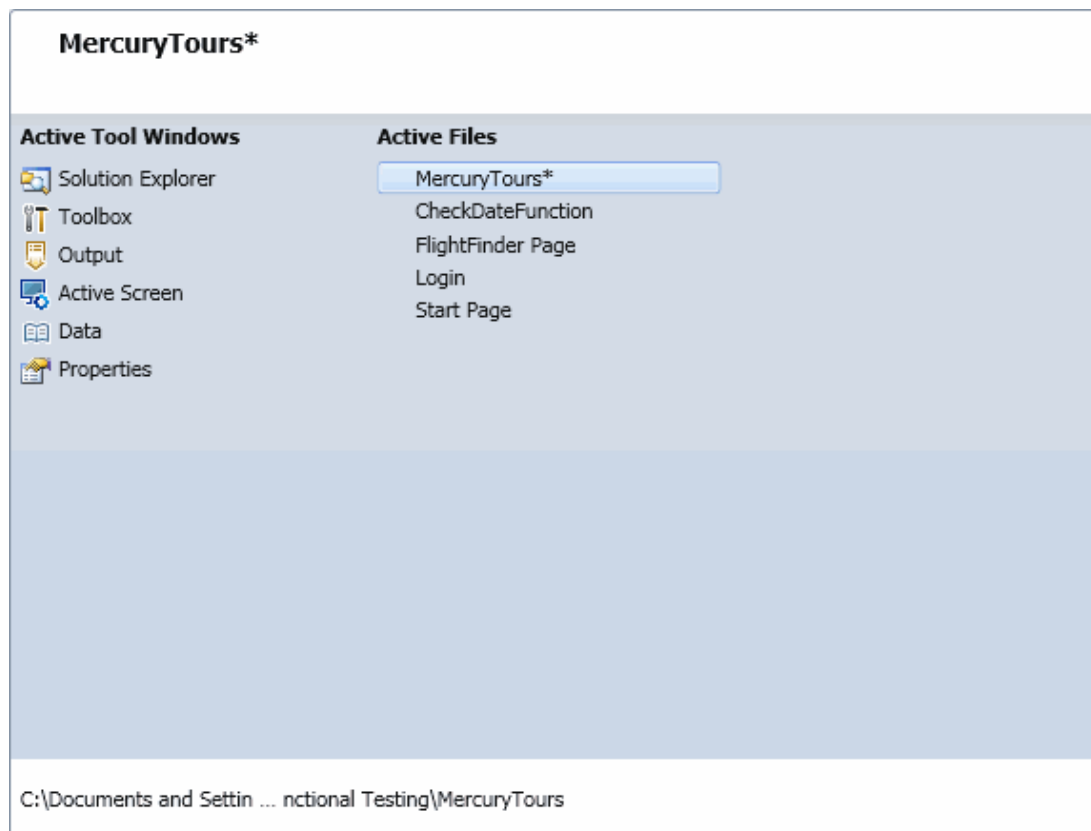 MercuryTours*
Active Tool Windows
Solution Explorer
Toolbox
Output
Active Screen
Data
Properties
Active Files
MercuryTours*
CheckDateFunction
FlightFinder Page
Login
Start Page
C:\Documents and Settin ... nctional Testing\MercuryTours